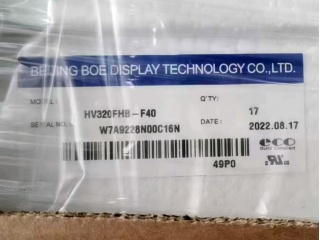 BEIJING BOE DISPLAY TECHNOLOGY CO.,LTD.
MODEL: HV320FHB-F40 Q'TY: 17
SERIAL NO. W7A9228N00C16N DATE: 2022.08.17
eco
49P0